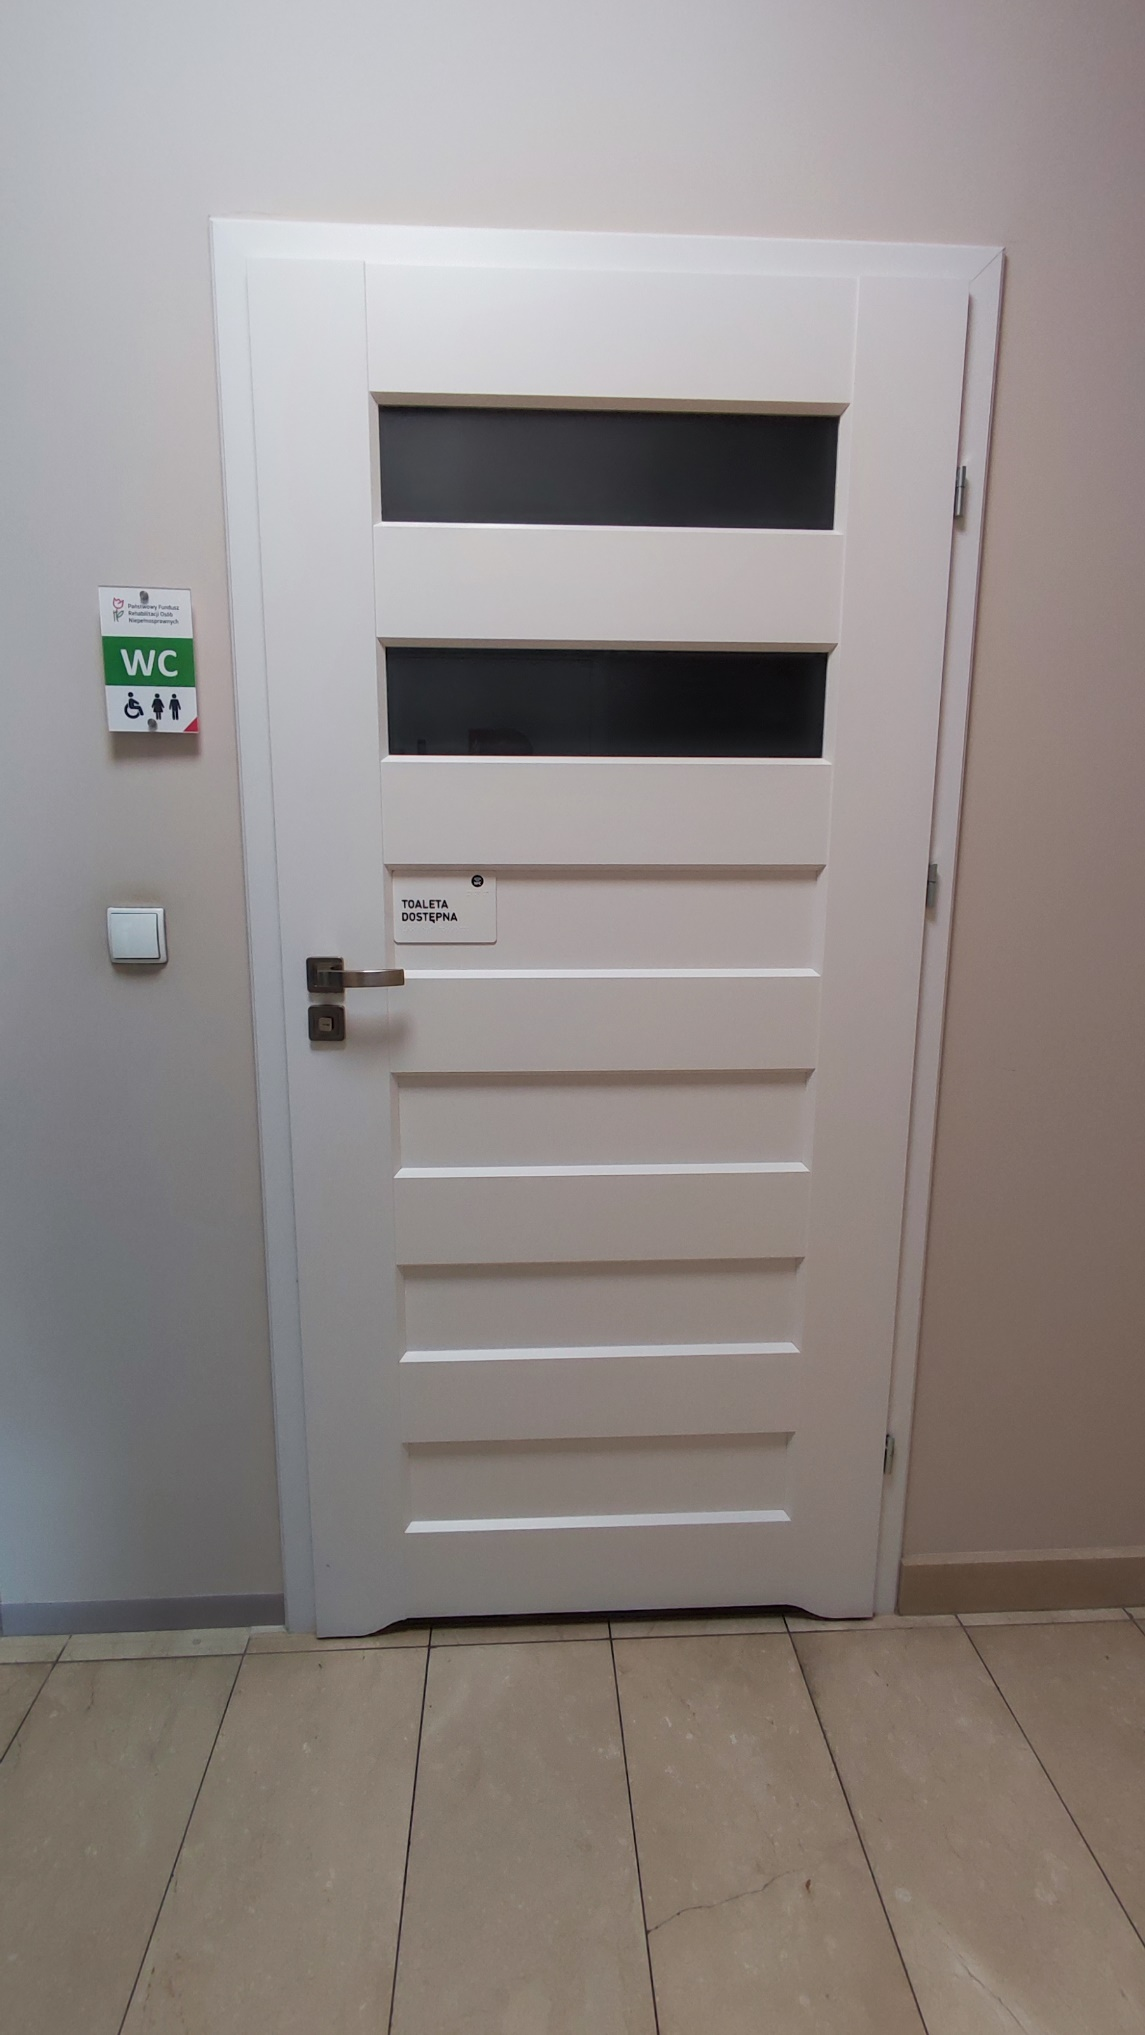 Państwowy Fundusz
Rehabilitacji Osób
Niepełnosprawnych
WC
TOALETA
DOSTĘPNA